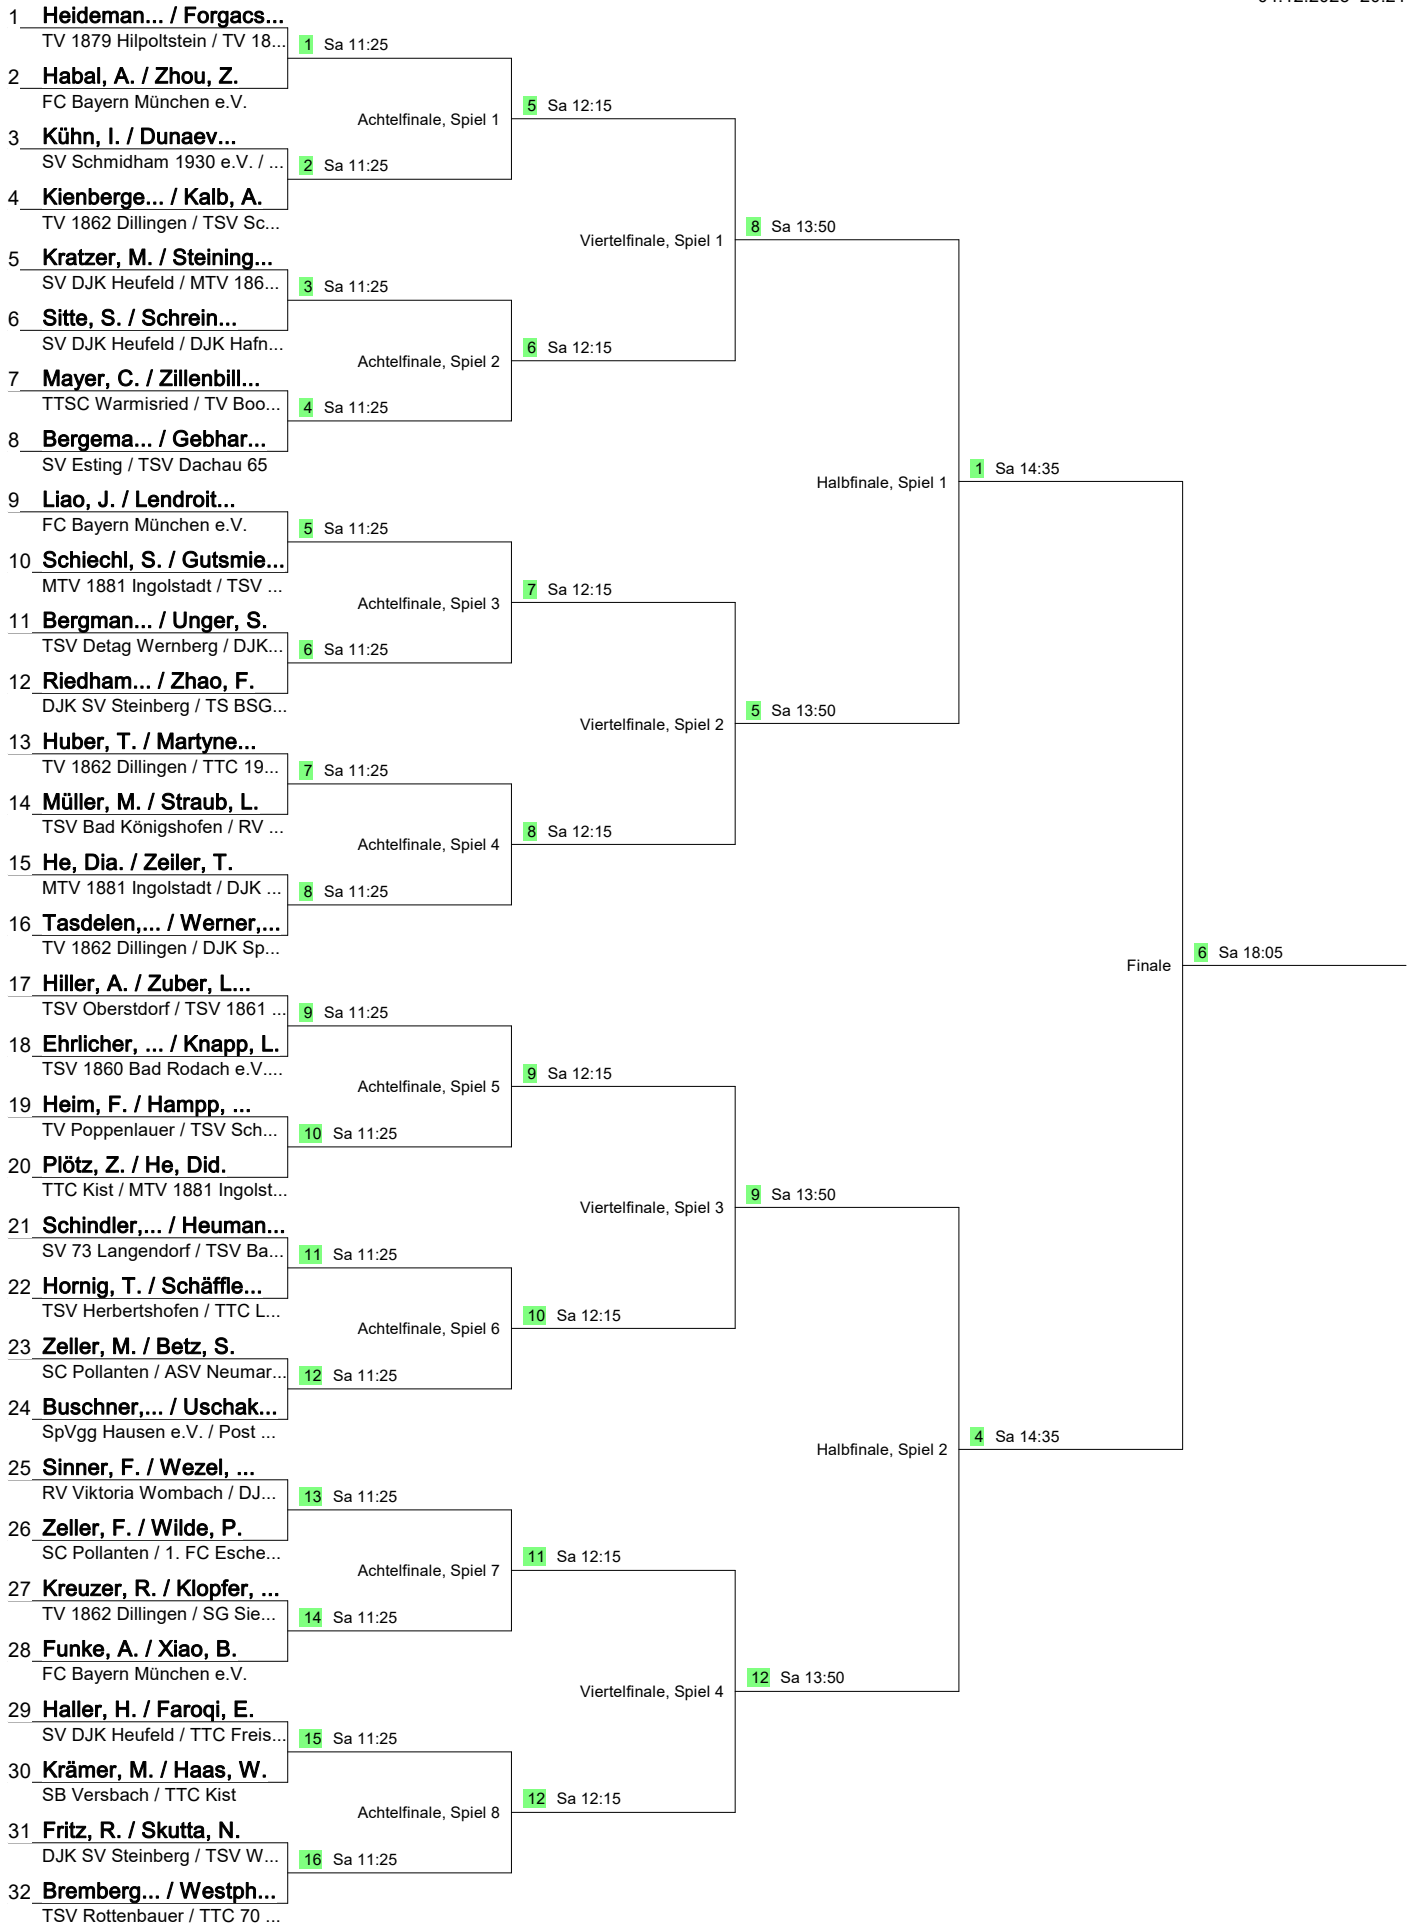 1 Heideman... / Forgacs...
TV 1879 Hilpoltstein / TV 18...
1 Sa 11:25
2 Habal, A. / Zhou, Z.
FC Bayern München e.V.
Achtelfinale, Spiel 1
5 Sa 12:15
3 Kühn, I. / Dunaev...
SV Schmidham 1930 e.V. / ...
2 Sa 11:25
4 Kienberge... / Kalb, A.
TV 1862 Dillingen / TSV Sc...
Viertelfinale, Spiel 1
8 Sa 13:50
5 Kratzer, M. / Steining...
SV DJK Heufeld / MTV 186...
3 Sa 11:25
6 Sitte, S. / Schrein...
SV DJK Heufeld / DJK Hafn...
Achtelfinale, Spiel 2
6 Sa 12:15
7 Mayer, C. / Zillenbill...
TTSC Warmisried / TV Boo...
4 Sa 11:25
8 Bergema... / Gebhar...
SV Esting / TSV Dachau 65
Halbfinale, Spiel 1
1 Sa 14:35
9 Liao, J. / Lendroit...
FC Bayern München e.V.
5 Sa 11:25
10 Schiechl, S. / Gutsmie...
MTV 1881 Ingolstadt / TSV ...
Achtelfinale, Spiel 3
7 Sa 12:15
11 Bergman... / Unger, S.
TSV Detag Wernberg / DJK...
6 Sa 11:25
12 Riedham... / Zhao, F.
DJK SV Steinberg / TS BSG...
Viertelfinale, Spiel 2
5 Sa 13:50
13 Huber, T. / Martyne...
TV 1862 Dillingen / TTC 19...
7 Sa 11:25
14 Müller, M. / Straub, L.
TSV Bad Königshofen / RV ...
Achtelfinale, Spiel 4
8 Sa 12:15
15 He, Dia. / Zeiler, T.
MTV 1881 Ingolstadt / DJK ...
8 Sa 11:25
16 Tasdelen,... / Werner,...
TV 1862 Dillingen / DJK Sp...
Finale
6 Sa 18:05
17 Hiller, A. / Zuber, L...
TSV Oberstdorf / TSV 1861 ...
9 Sa 11:25
18 Ehrlicher, ... / Knapp, L.
TSV 1860 Bad Rodach e.V....
Achtelfinale, Spiel 5
9 Sa 12:15
19 Heim, F. / Hampp, ...
TV Poppenlauer / TSV Sch...
10 Sa 11:25
20 Plötz, Z. / He, Did.
TTC Kist / MTV 1881 Ingolst...
Viertelfinale, Spiel 3
9 Sa 13:50
21 Schindler,... / Heuman...
SV 73 Langendorf / TSV Ba...
11 Sa 11:25
22 Hornig, T. / Schäffle...
TSV Herbertshofen / TTC L...
Achtelfinale, Spiel 6
10 Sa 12:15
23 Zeller, M. / Betz, S.
SC Pollanten / ASV Neumar...
12 Sa 11:25
24 Buschner,... / Uschak...
SpVgg Hausen e.V. / Post ...
Halbfinale, Spiel 2
4 Sa 14:35
25 Sinner, F. / Wezel, ...
RV Viktoria Wombach / DJ...
13 Sa 11:25
26 Zeller, F. / Wilde, P.
SC Pollanten / 1. FC Esche...
Achtelfinale, Spiel 7
11 Sa 12:15
27 Kreuzer, R. / Klopfer, ...
TV 1862 Dillingen / SG Sie...
14 Sa 11:25
28 Funke, A. / Xiao, B.
FC Bayern München e.V.
Viertelfinale, Spiel 4
12 Sa 13:50
29 Haller, H. / Faroqi, E.
SV DJK Heufeld / TTC Freis...
15 Sa 11:25
30 Krämer, M. / Haas, W.
SB Versbach / TTC Kist
Achtelfinale, Spiel 8
12 Sa 12:15
31 Fritz, R. / Skutta, N.
DJK SV Steinberg / TSV W...
16 Sa 11:25
32 Bremberg... / Westph...
TSV Rottenbauer / TTC 70 ...